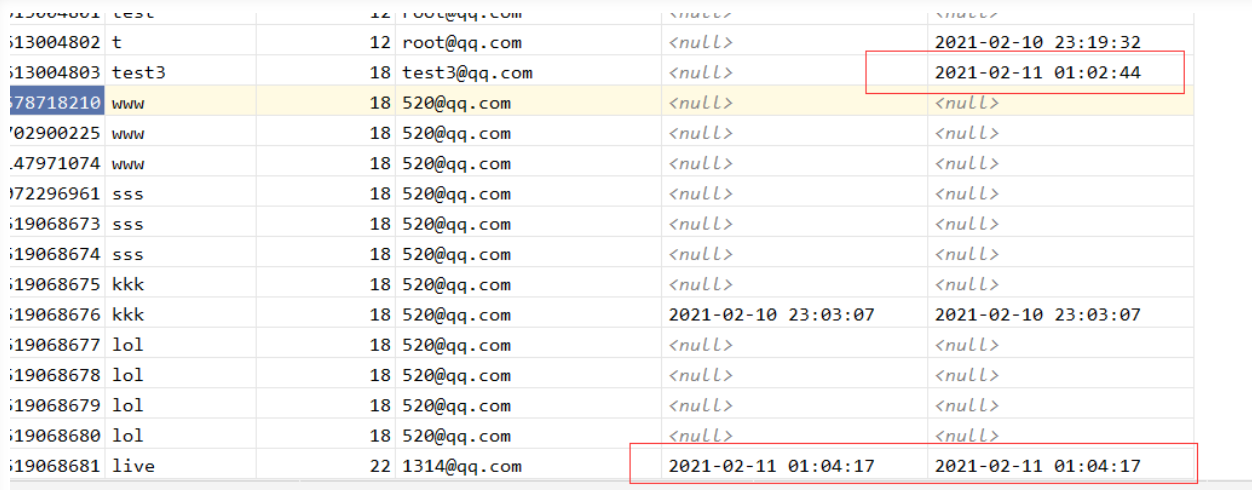 513004802 t 12 root@qq.com <null> 2021-02-10 23:19:32
513004803 test3 18 test3@qq.com <null> 2021-02-11 01:02:44
578718210 www 18 520@qq.com <null> <null>
702900225 www 18 520@qq.com <null> <null>
147971074 www 18 520@qq.com <null> <null>
072296961 sss 18 520@qq.com <null> <null>
519068673 sss 18 520@qq.com <null> <null>
519068674 sss 18 520@qq.com <null> <null>
519068675 kkk 18 520@qq.com <null> <null>
519068676 kkk 18 520@qq.com 2021-02-10 23:03:07 2021-02-10 23:03:07
519068677 lol 18 520@qq.com <null> <null>
519068678 lol 18 520@qq.com <null> <null>
519068679 lol 18 520@qq.com <null> <null>
519068680 lol 18 520@qq.com <null> <null>
519068681 live 22 1314@qq.com 2021-02-11 01:04:17 2021-02-11 01:04:17